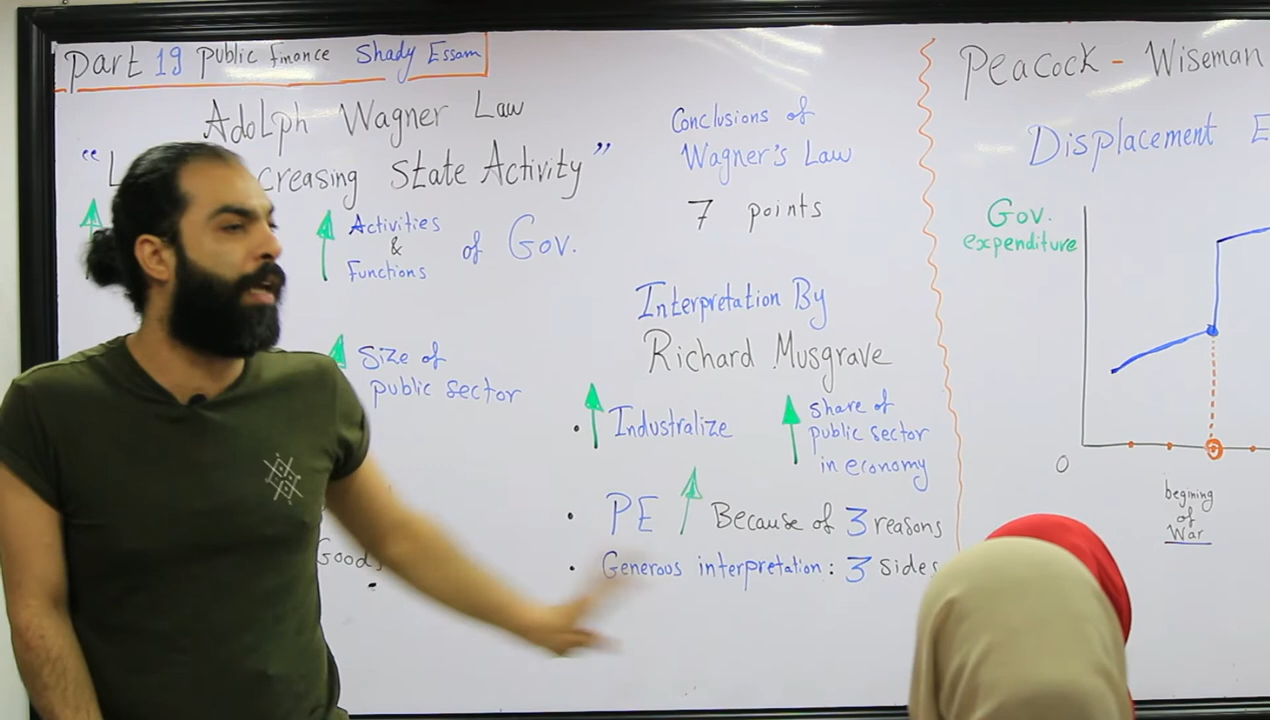 Part 19 Public finance Shady Essam
Adolph Wagner Law
"L creasing State Activity"
Activities
&
Functions
of Gov.
Size of
public sector
Goods
Conclusions of
Wagner's Law
7 points
Interpretation By
Richard Musgrave
• Industralize
share of
public sector
in economy
• PE Because of 3 reasons
• Generous interpretation: 3 sides
Peacock - Wiseman
Displacement E
Gov.
expenditure
0
begining
of
War